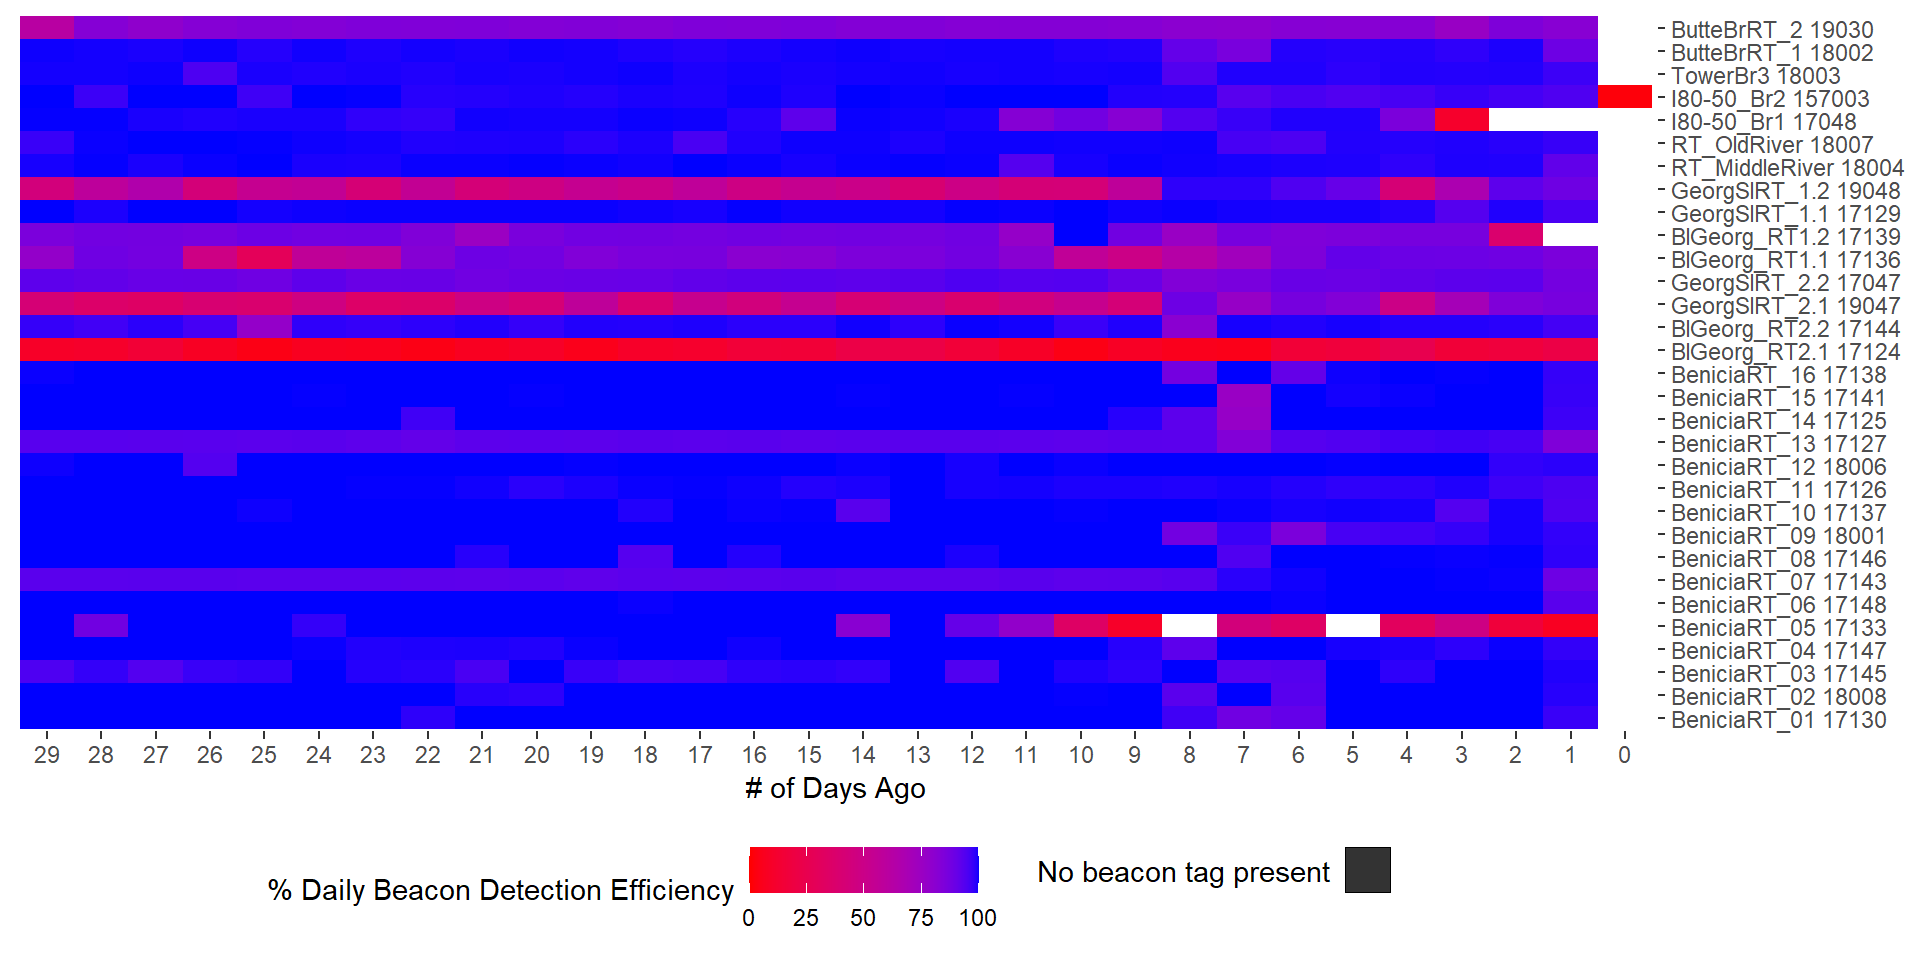 ButteBrRT_2 19030
ButteBrRT_1 18002
TowerBr3 18003
I80-50_Br2 157003
I80-50_Br1 17048
RT_OldRiver 18007
RT_MiddleRiver 18004
GeorgSlRT_1.2 19048
GeorgSlRT_1.1 17129
BlGeorg_RT1.2 17139
BlGeorg_RT1.1 17136
GeorgSlRT_2.2 17047
GeorgSlRT_2.1 19047
BlGeorg_RT2.2 17144
BlGeorg_RT2.1 17124
BeniciaRT_16 17138
BeniciaRT_15 17141
BeniciaRT_14 17125
BeniciaRT_13 17127
BeniciaRT_12 18006
BeniciaRT_11 17126
BeniciaRT_10 17137
BeniciaRT_09 18001
BeniciaRT_08 17146
BeniciaRT_07 17143
BeniciaRT_06 17148
BeniciaRT_05 17133
BeniciaRT_04 17147
BeniciaRT_03 17145
BeniciaRT_02 18008
BeniciaRT_01 17130
29 28 27 26 25 24 23 22 21 20 19 18 17 16 15 14 13 12 11 10 9 8 7 6 5 4 3 2 1 0
# of Days Ago
% Daily Beacon Detection Efficiency
0 25 50 75 100
No beacon tag present